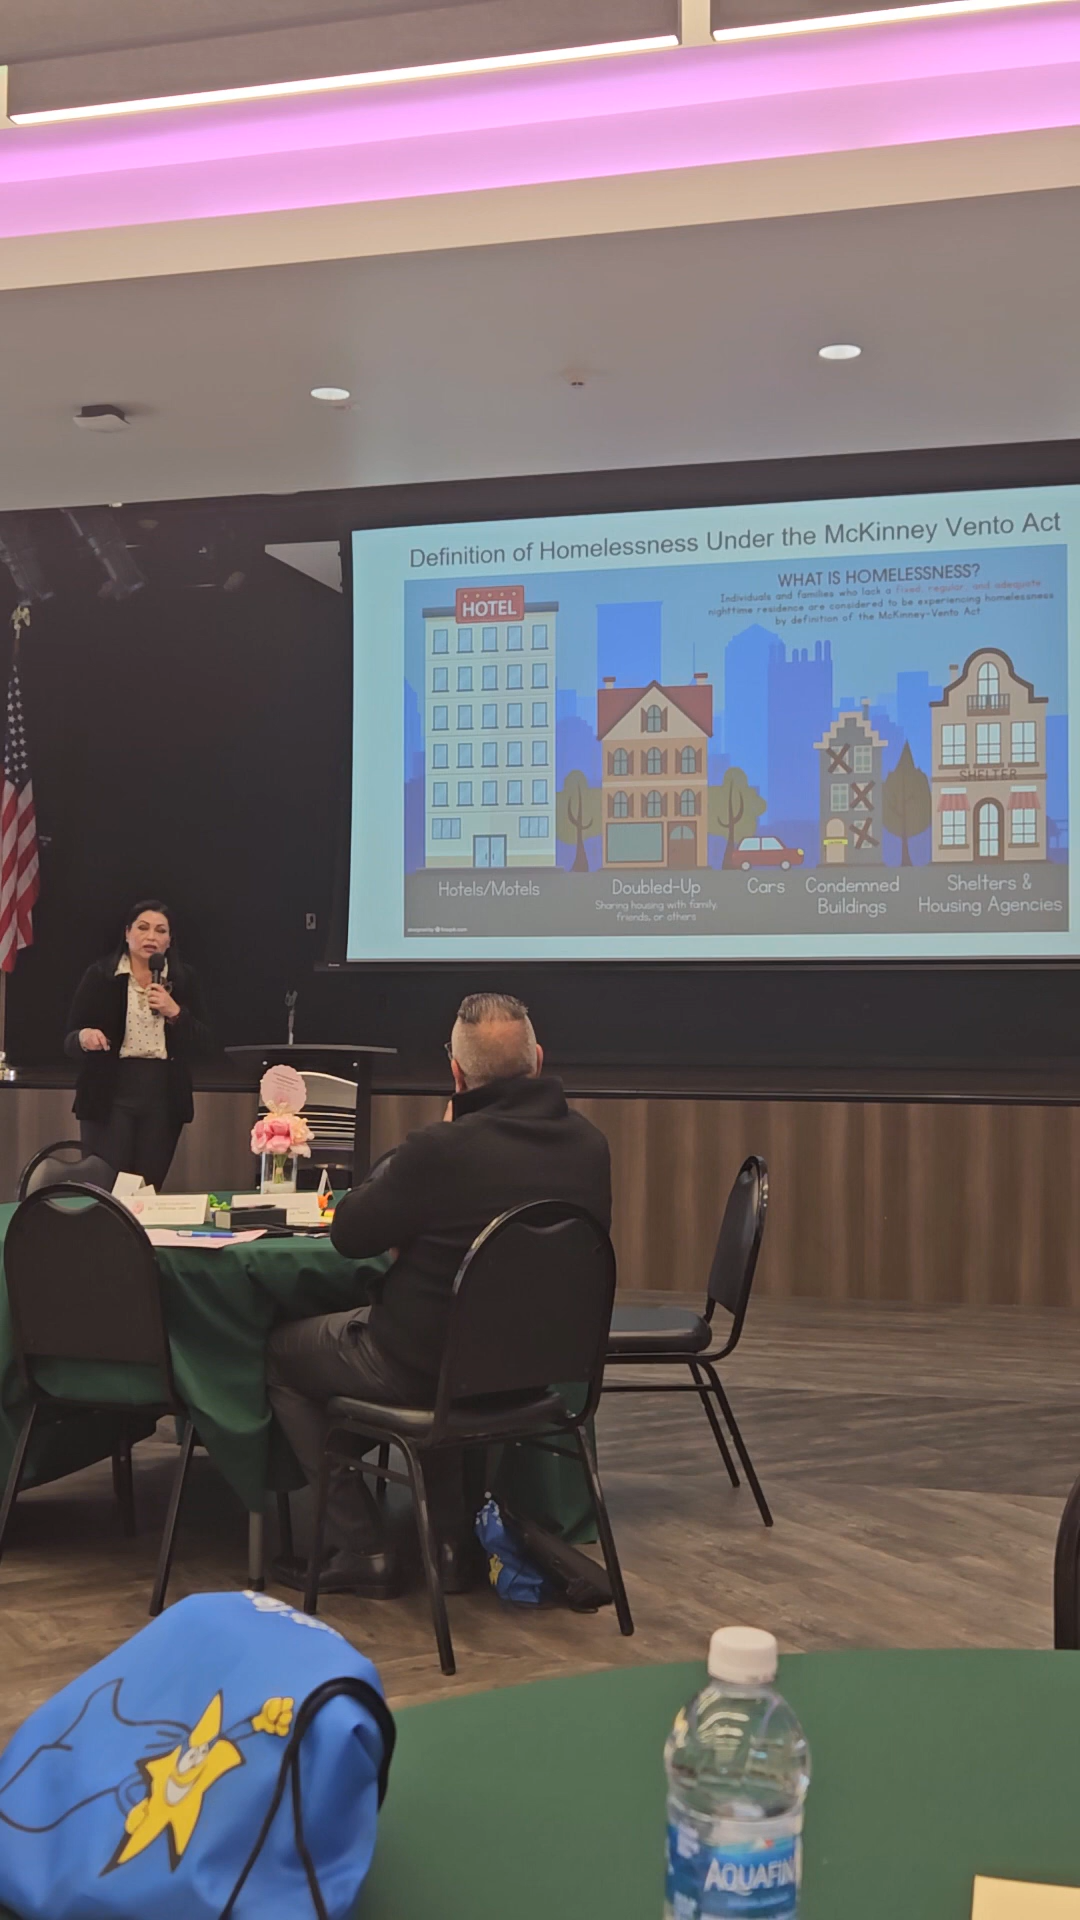 Definition of Homelessness Under the McKinney Vento Act
WHAT IS HOMELESSNESS?
Individuals and families who lack a fixed, regular, and adequate
nighttime residence are considered to be experiencing homelessness
by definition of the McKinney-Vento Act
HOTEL
SHELTER
Hotels/Motels
Doubled-Up
Sharing housing with family,
friends, or others
Cars
Condemned
Buildings
Shelters &
Housing Agencies
AQUAFIN